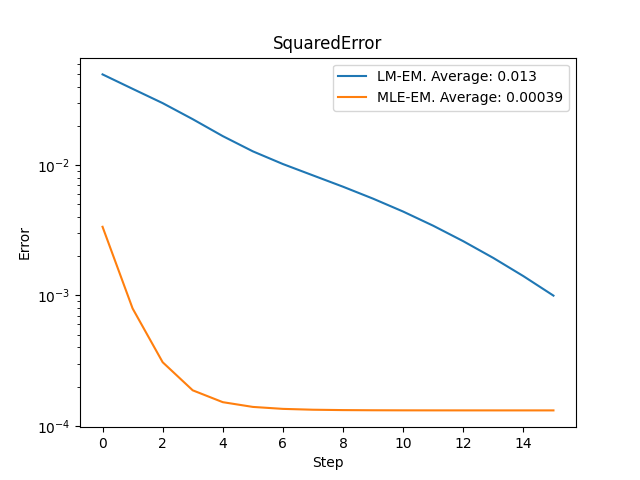 SquaredError
LM-EM. Average: 0.013
MLE-EM. Average: 0.00039
Error
10⁻²
10⁻³
10⁻⁴
0 2 4 6 8 10 12 14
Step